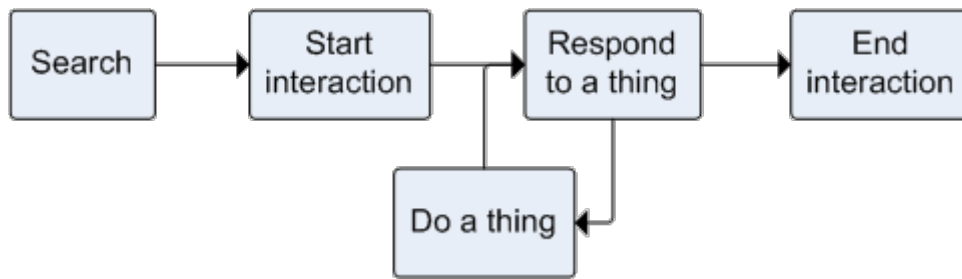 Search
Start
interaction
Respond
to a thing
End
interaction
Do a thing